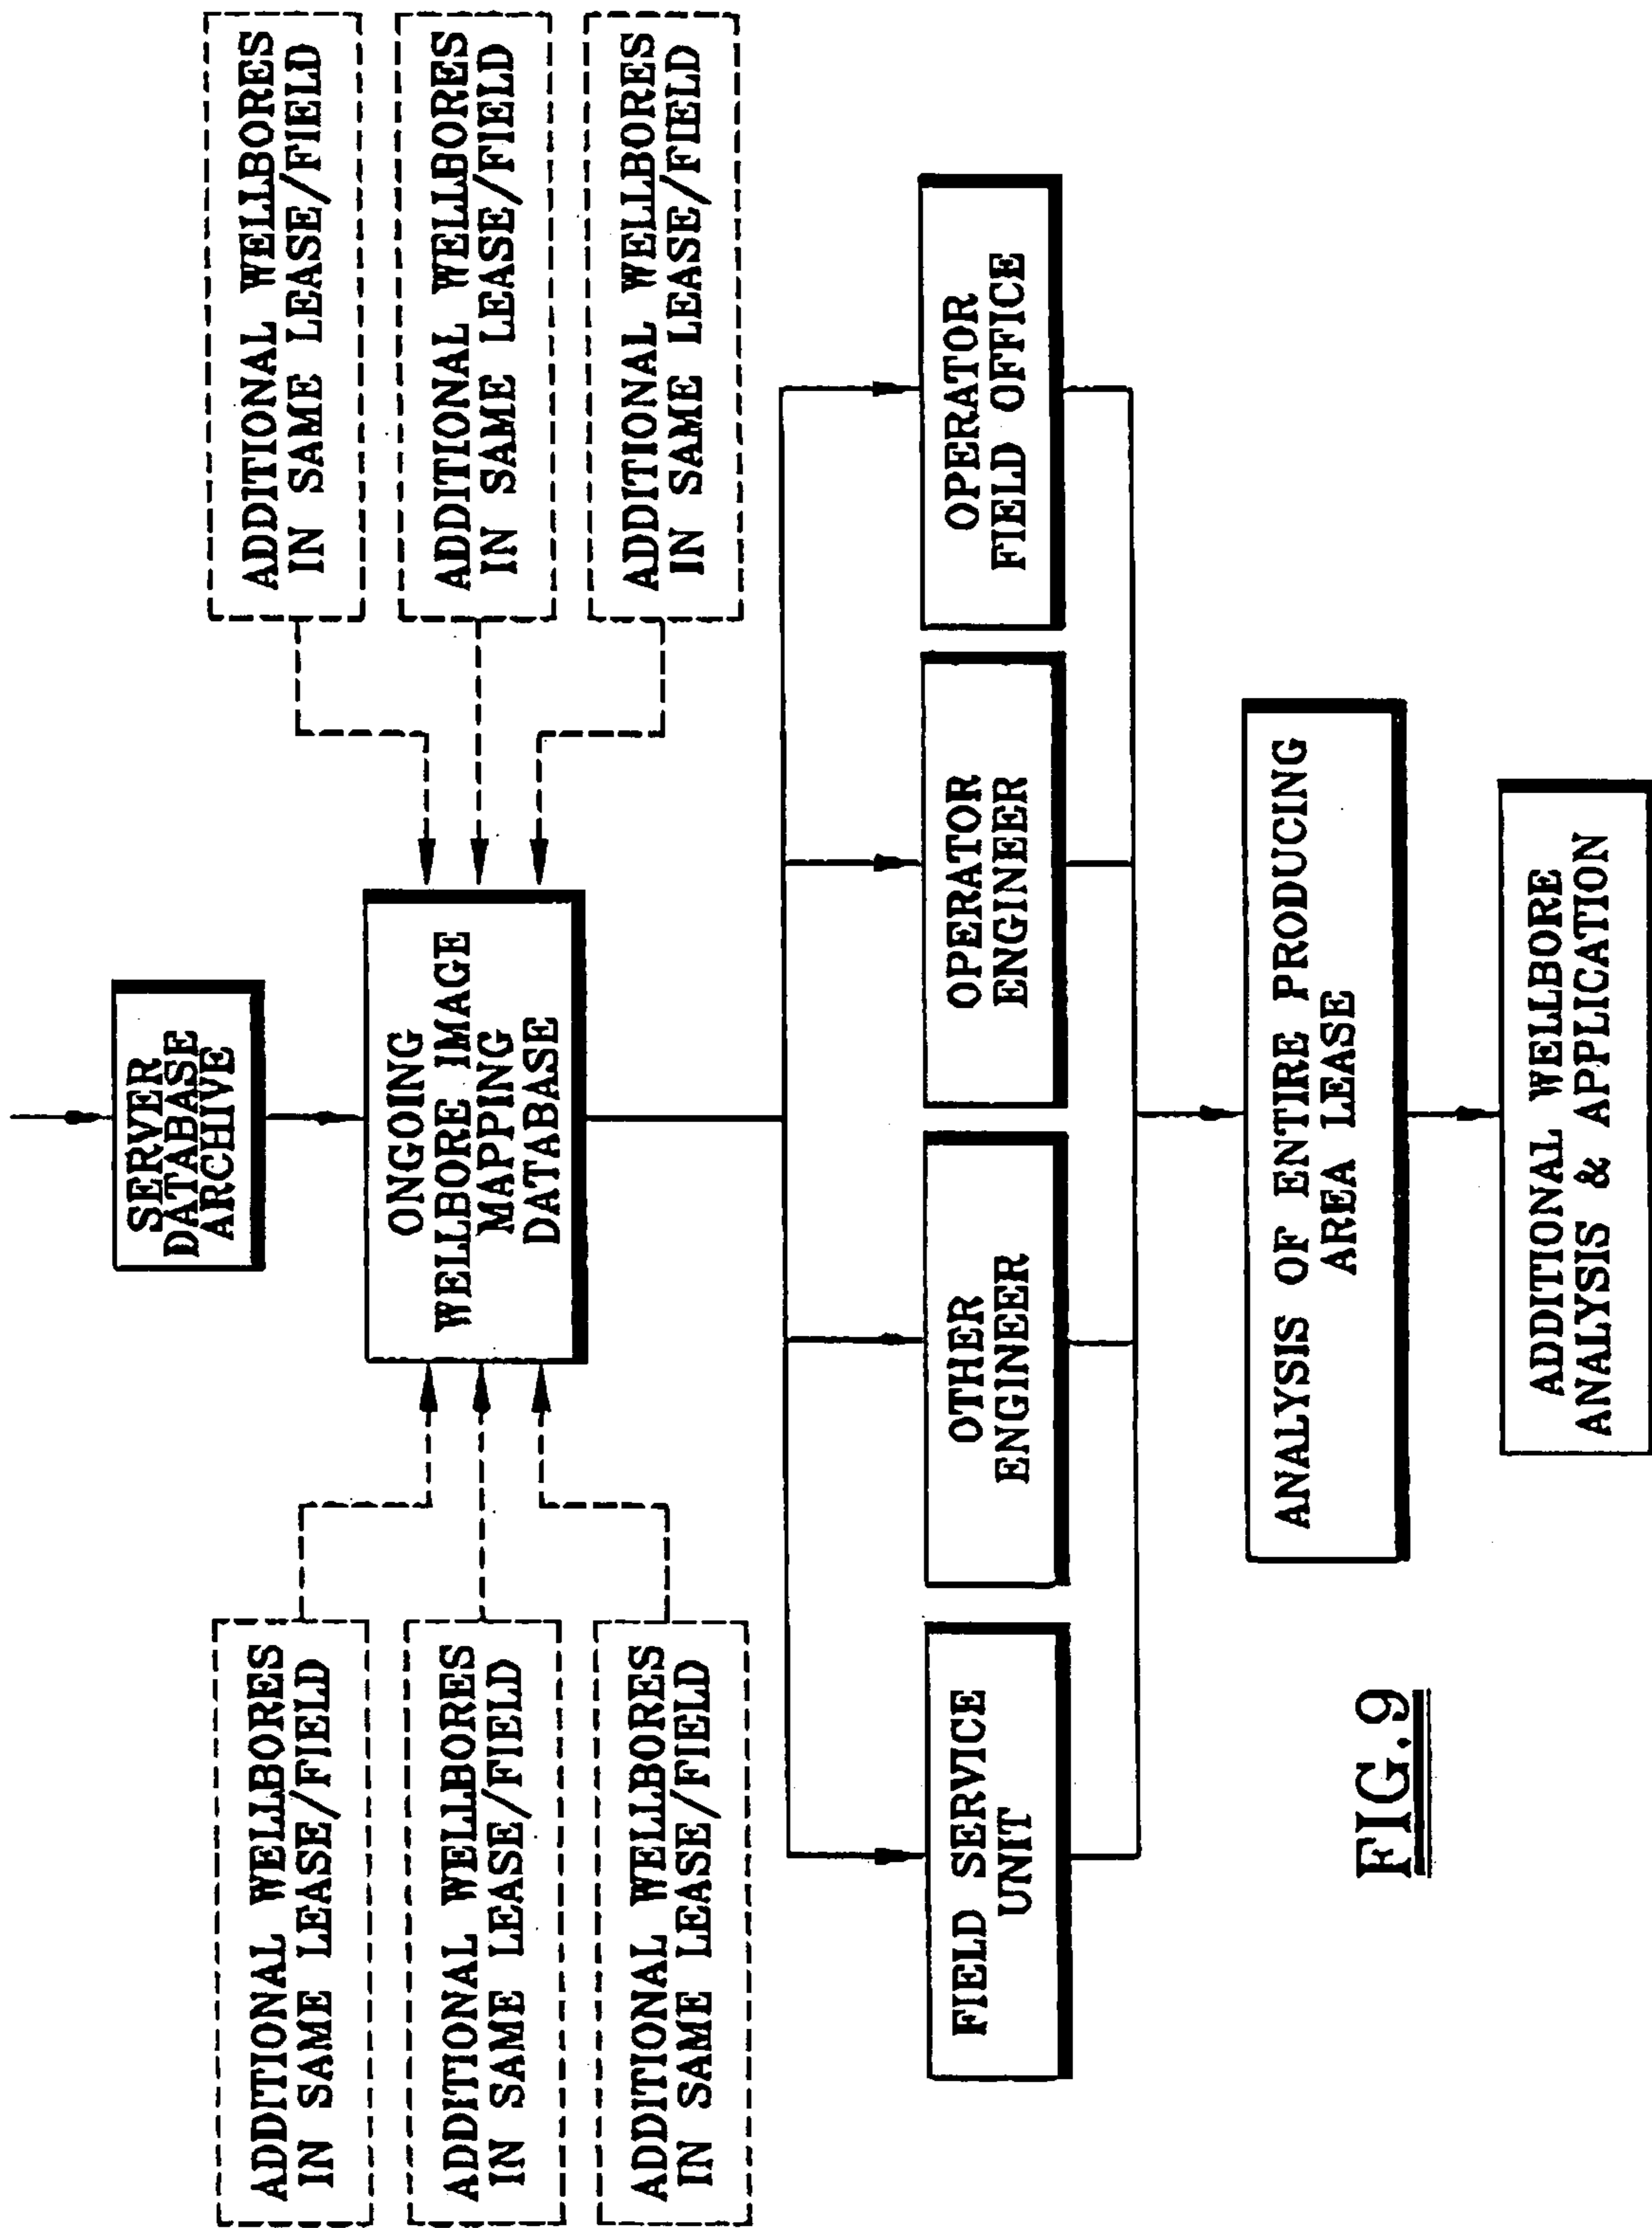 SERVER
DATABASE
ARCHIVE
ADDITIONAL WELLBORES
IN SAME LEASE/FIELD
ADDITIONAL WELLBORES
IN SAME LEASE/FIELD
ADDITIONAL WELLBORES
IN SAME LEASE/FIELD
ONGOING
WELLBORE IMAGE
MAPPING
DATABASE
ADDITIONAL WELLBORES
IN SAME LEASE/FIELD
ADDITIONAL WELLBORES
IN SAME LEASE/FIELD
ADDITIONAL WELLBORES
IN SAME LEASE/FIELD
FIELD SERVICE
UNIT
OTHER
ENGINEER
OPERATOR
ENGINEER
OPERATOR
FIELD OFFICE
ANALYSIS OF ENTIRE PRODUCING
AREA LEASE
ADDITIONAL WELLBORE
ANALYSIS & APPLICATION
FIG.9